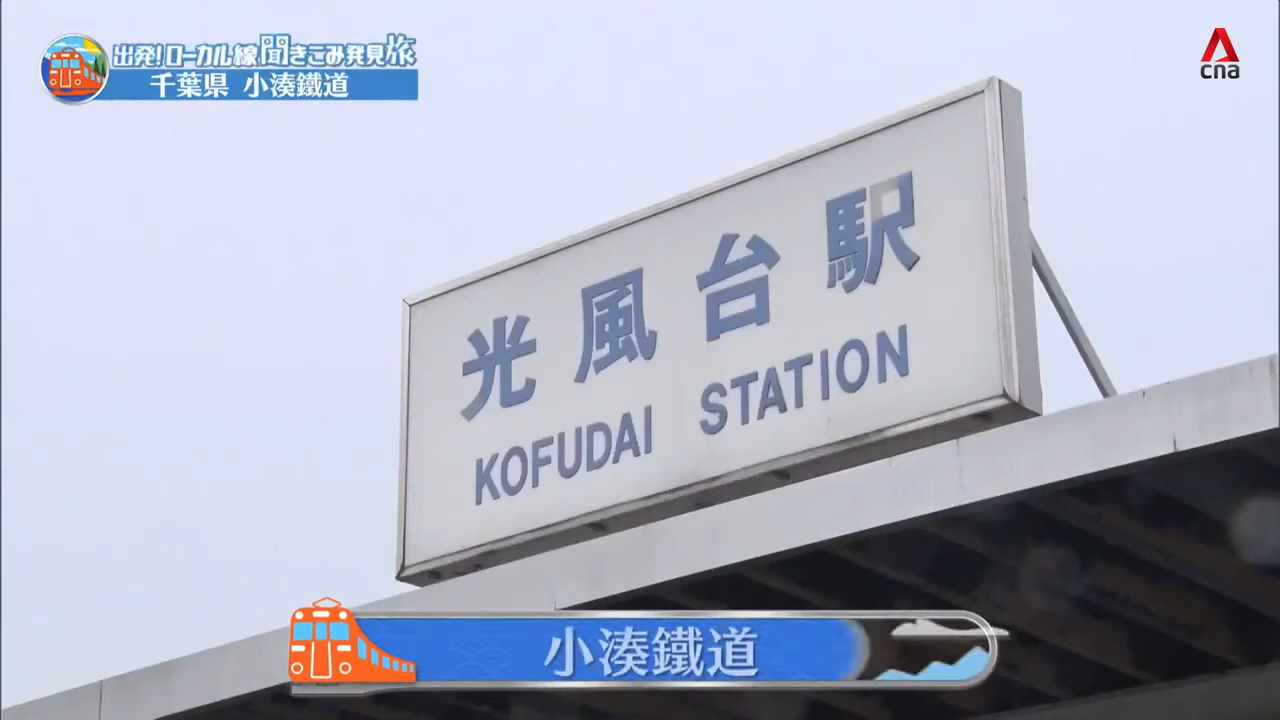 出発!ローカル線聞きこみ発見旅
千葉県 小湊鐵道
cna
光風台駅
KOFUDAI STATION
小湊鐵道